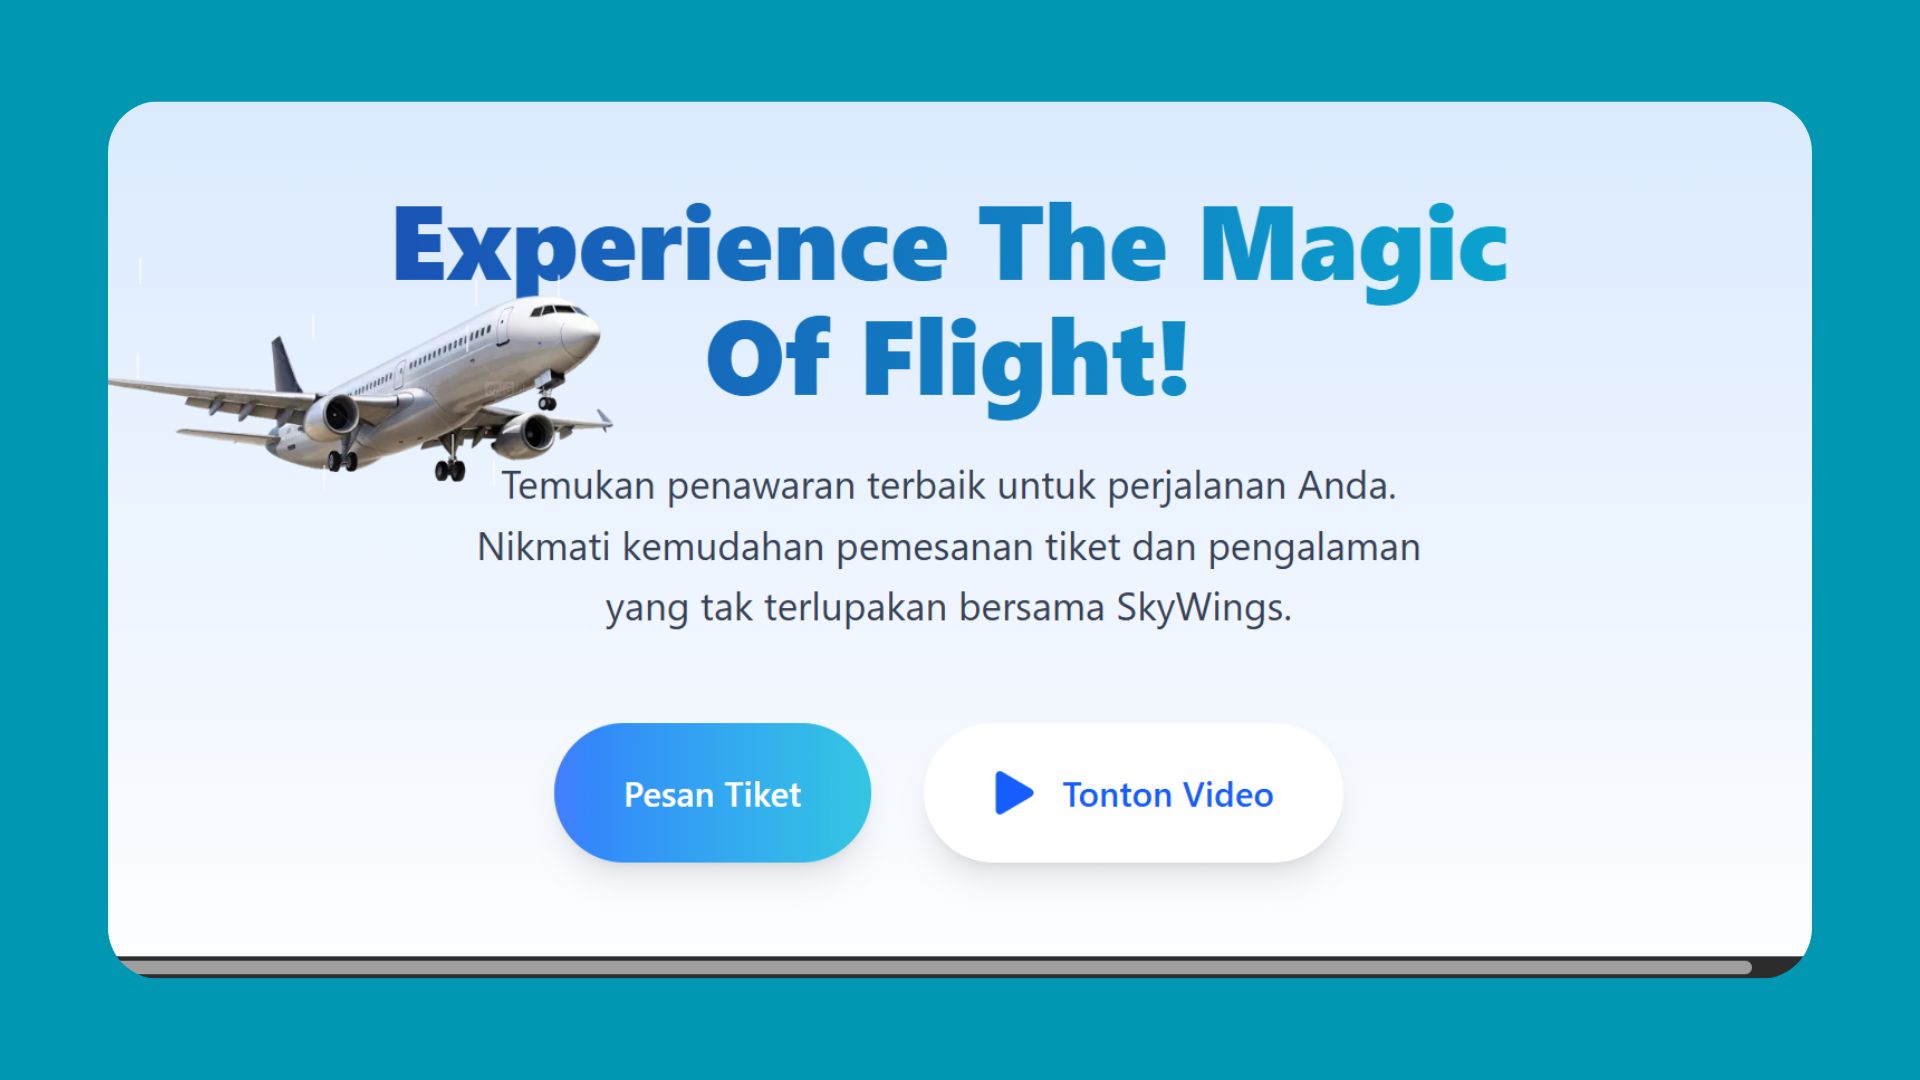 Experience The Magic
Of Flight!
Temukan penawaran terbaik untuk perjalanan Anda.
Nikmati kemudahan pemesanan tiket dan pengalaman
yang tak terlupakan bersama SkyWings.
Pesan Tiket
Tonton Video